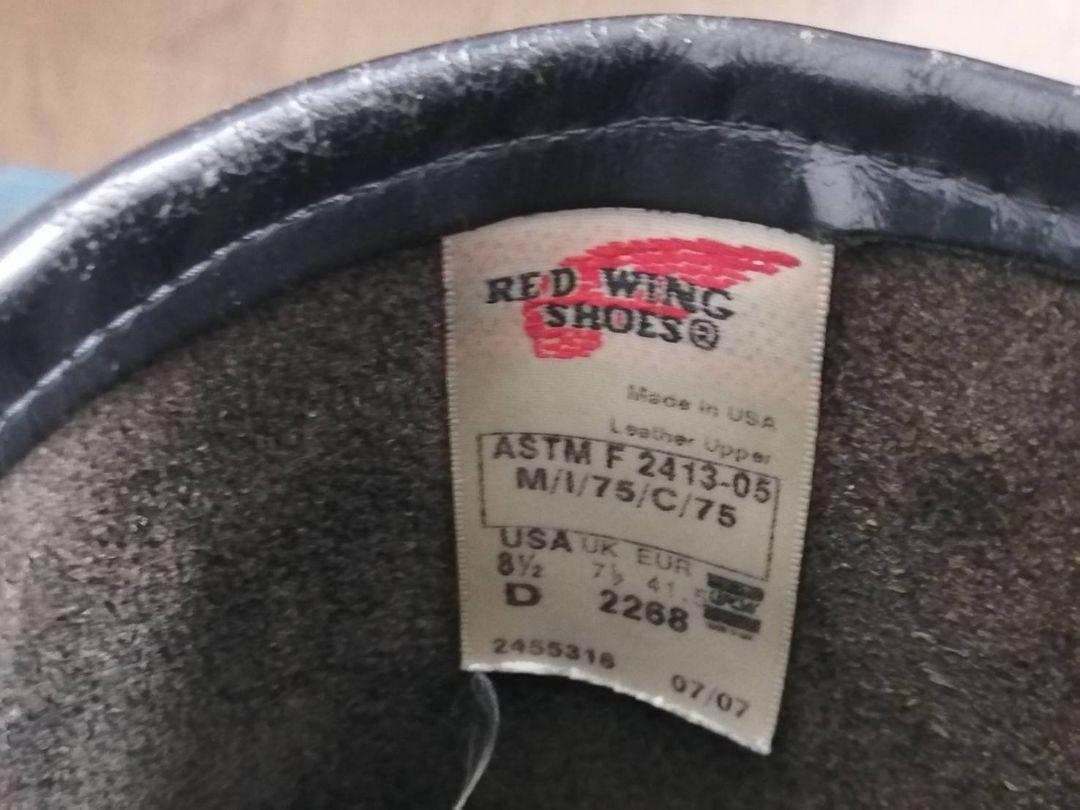 RED WING
SHOES®
Made in USA
Leather Upper
ASTM F 2413-05
M/I/75/C/75
USA UK EUR
8½ 7½ 41.5
D 2268
2455316
07/07